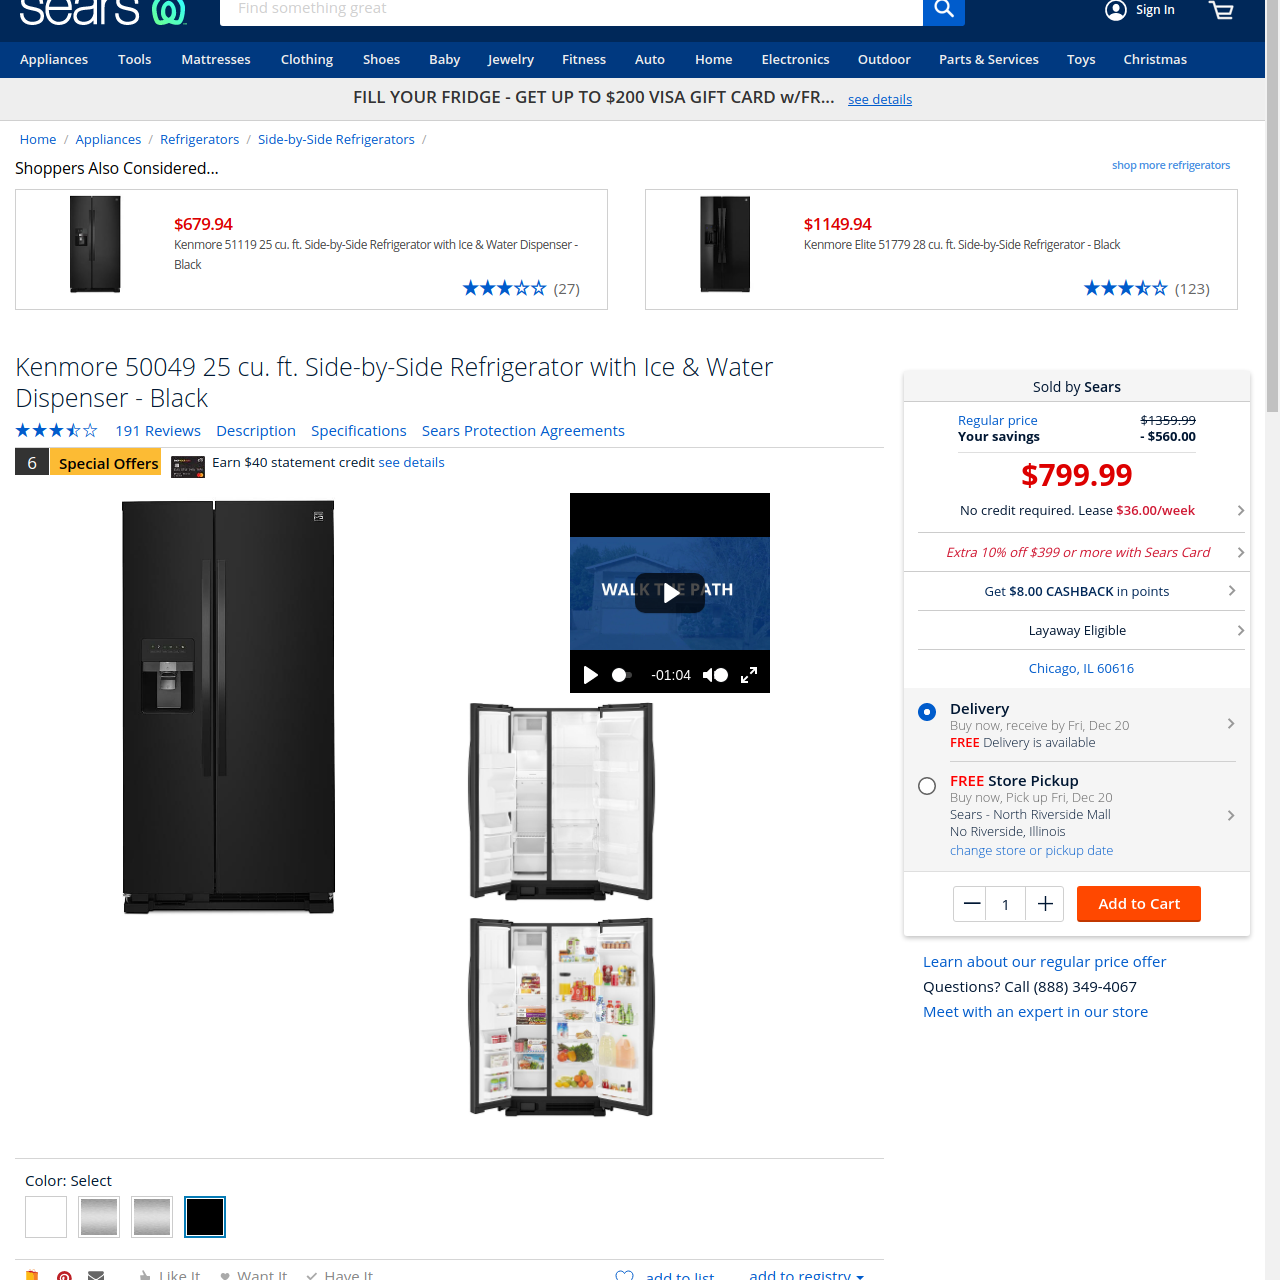 sears
Find something great
Sign In
Appliances Tools Mattresses Clothing Shoes Baby Jewelry Fitness Auto Home Electronics Outdoor Parts & Services Toys Christmas
FILL YOUR FRIDGE - GET UP TO $200 VISA GIFT CARD w/FR... see details
Home / Appliances / Refrigerators / Side-by-Side Refrigerators /
Shoppers Also Considered...
shop more refrigerators
$679.94
Kenmore 51119 25 cu. ft. Side-by-Side Refrigerator with Ice & Water Dispenser -
Black
(27)
$1149.94
Kenmore Elite 51779 28 cu. ft. Side-by-Side Refrigerator - Black
(123)
Kenmore 50049 25 cu. ft. Side-by-Side Refrigerator with Ice & Water
Dispenser - Black
191 Reviews Description Specifications Sears Protection Agreements
6 Special Offers Earn $40 statement credit see details
WALK THE PATH
-01:04
Sold by Sears
Regular price $1359.99
Your savings - $560.00
$799.99
No credit required. Lease $36.00/week
Extra 10% off $399 or more with Sears Card
Get $8.00 CASHBACK in points
Layaway Eligible
Chicago, IL 60616
Delivery
Buy now, receive by Fri, Dec 20
FREE Delivery is available
FREE Store Pickup
Buy now, Pick up Fri, Dec 20
Sears - North Riverside Mall
No Riverside, Illinois
change store or pickup date
1
Add to Cart
Learn about our regular price offer
Questions? Call (888) 349-4067
Meet with an expert in our store
Color: Select
Like It Want It Have It add to list add to registry